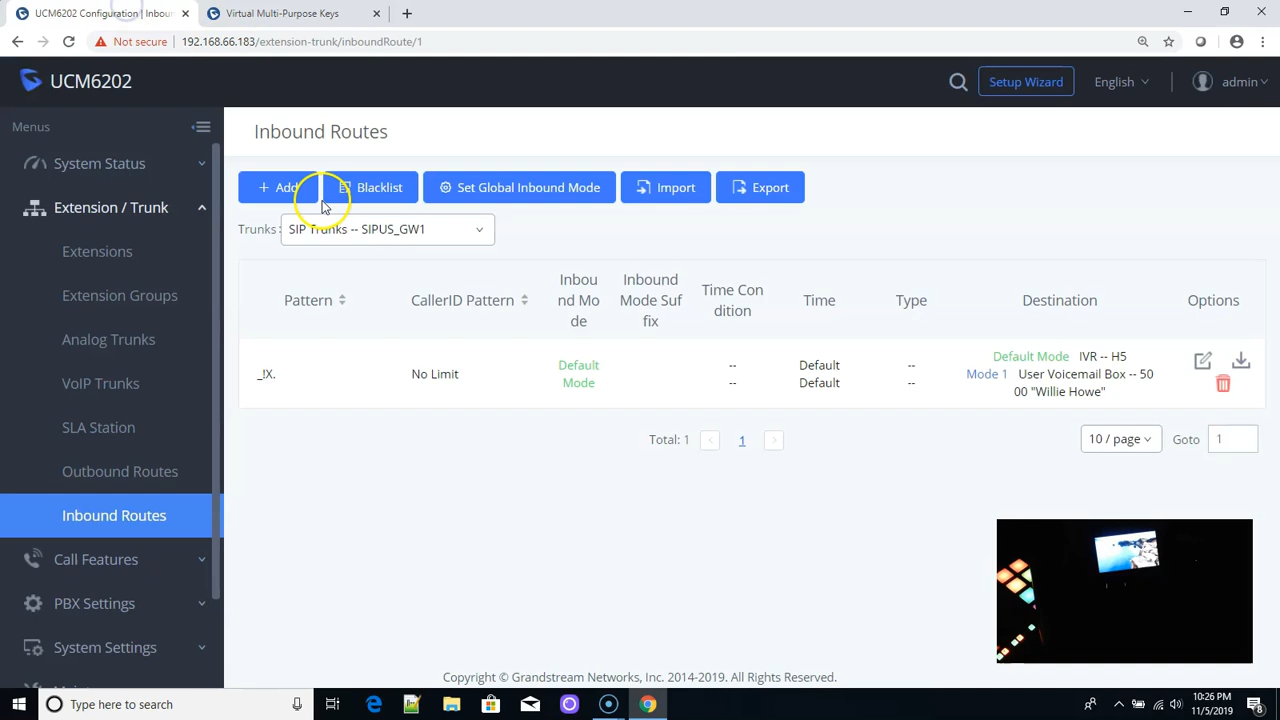 UCM6202 Configuration | Inbou
Virtual Multi-Purpose Keys
Not secure
192.168.66.183/extension-trunk/inboundRoute/1
UCM6202
Setup Wizard
English
admin
Menus
System Status
Extension / Trunk
Extensions
Extension Groups
Analog Trunks
VoIP Trunks
SLA Station
Outbound Routes
Inbound Routes
Call Features
PBX Settings
System Settings
Inbound Routes
+ Add
Blacklist
Set Global Inbound Mode
Import
Export
Trunks:
SIP Trunks -- SIPUS_GW1
Pattern
CallerID Pattern
Inbou
nd Mo
de
Inbound
Mode Suf
fix
Time Con
dition
Time
Type
Destination
Options
_!X.
No Limit
Default
Mode
--
--
Default
Default
--
--
Default Mode IVR -- H5
Mode 1 User Voicemail Box -- 50
00 "Willie Howe"
Total: 1
<
1
>
10 / page
Goto
1
Copyright © Grandstream Networks, Inc. 2014-2019. All Rights Reserved.
Type here to search
10:26 PM
11/5/2019
8